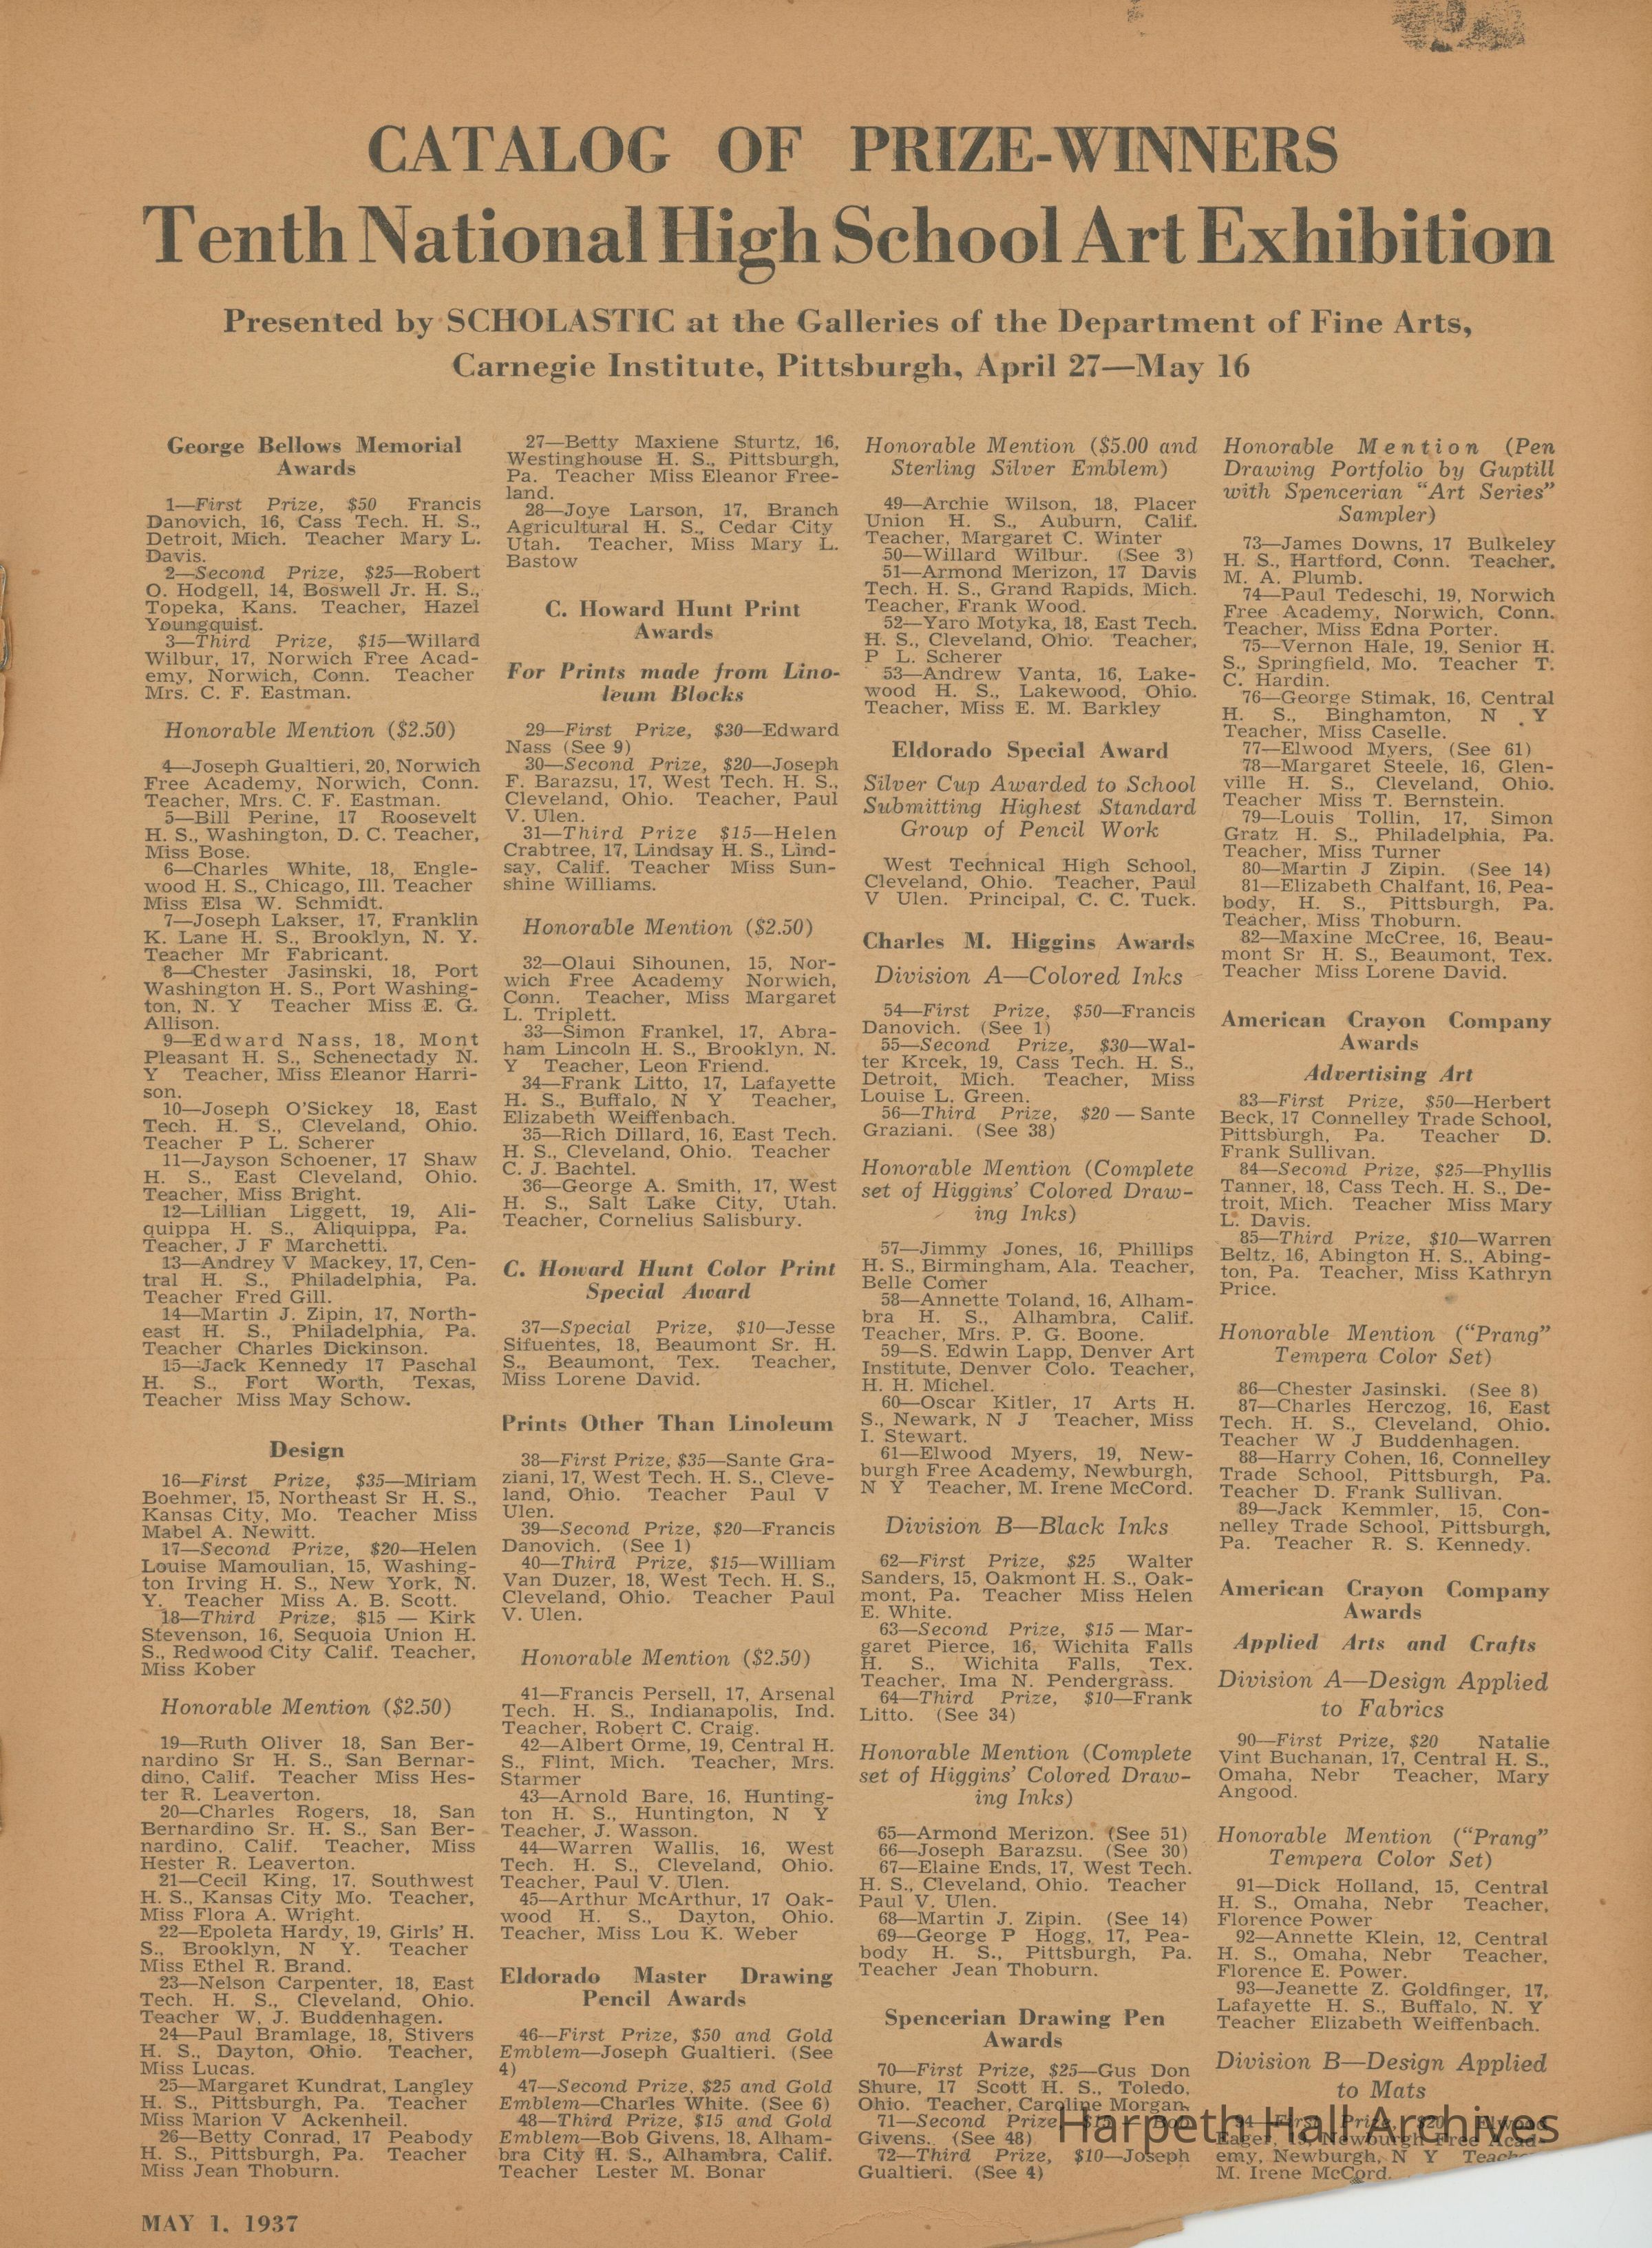 CATALOG OF PRIZE-WINNERS
Tenth National High School Art Exhibition
Presented by SCHOLASTIC at the Galleries of the Department of Fine Arts,
Carnegie Institute, Pittsburgh, April 27—May 16
George Bellows Memorial
Awards
1—First Prize, $50 Francis
Danovich, 16, Cass Tech. H. S.,
Detroit, Mich. Teacher Mary L.
Davis.
2—Second Prize, $25—Robert
O. Hodgell, 14, Boswell Jr. H. S.,
Topeka, Kans. Teacher, Hazel
Youngquist.
3—Third Prize, $15—Willard
Wilbur, 17, Norwich Free Acad-
emy, Norwich, Conn. Teacher
Mrs. C. F. Eastman.
Honorable Mention ($2.50)
4—Joseph Gualtieri, 20, Norwich
Free Academy, Norwich, Conn.
Teacher, Mrs. C. F. Eastman.
5—Bill Perine, 17 Roosevelt
H. S., Washington, D. C. Teacher,
Miss Bose.
6—Charles White, 18, Engle-
wood H. S., Chicago, Ill. Teacher
Miss Elsa W. Schmidt.
7—Joseph Lakser, 17, Franklin
K. Lane H. S., Brooklyn, N. Y.
Teacher Mr Fabricant.
8—Chester Jasinski, 18, Port
Washington H. S., Port Washing-
ton, N. Y Teacher Miss E. G.
Allison.
9—Edward Nass, 18, Mont
Pleasant H. S., Schenectady N.
Y Teacher, Miss Eleanor Harri-
son.
10—Joseph O'Sickey 18, East
Tech. H. S., Cleveland, Ohio.
Teacher P L. Scherer
11—Jayson Schoener, 17 Shaw
H. S., East Cleveland, Ohio.
Teacher, Miss Bright.
12—Lillian Liggett, 19, Ali-
quippa H. S., Aliquippa, Pa.
Teacher, J F Marchetti.
13—Andrey V Mackey, 17, Cen-
tral H. S., Philadelphia, Pa.
Teacher Fred Gill.
14—Martin J. Zipin, 17, North-
east H. S., Philadelphia, Pa.
Teacher Charles Dickinson.
15—Jack Kennedy 17 Paschal
H. S., Fort Worth, Texas,
Teacher Miss May Schow.
Design
16—First Prize, $35—Miriam
Boehmer, 15, Northeast Sr H. S.,
Kansas City, Mo. Teacher Miss
Mabel A. Newitt.
17—Second Prize, $20—Helen
Louise Mamoulian, 15, Washing-
ton Irving H. S., New York, N.
Y. Teacher Miss A. B. Scott.
18—Third Prize, $15 — Kirk
Stevenson, 16, Sequoia Union H.
S., Redwood City Calif. Teacher,
Miss Kober
Honorable Mention ($2.50)
19—Ruth Oliver 18, San Ber-
nardino Sr H. S., San Bernar-
dino, Calif. Teacher Miss Hes-
ter R. Leaverton.
20—Charles Rogers, 18, San
Bernardino Sr. H. S., San Ber-
nardino, Calif. Teacher, Miss
Hester R. Leaverton.
21—Cecil King, 17. Southwest
H. S., Kansas City Mo. Teacher,
Miss Flora A. Wright.
22—Epoleta Hardy, 19, Girls' H.
S., Brooklyn, N Y. Teacher
Miss Ethel R. Brand.
23—Nelson Carpenter, 18, East
Tech. H. S., Cleveland, Ohio.
Teacher W. J. Buddenhagen.
24—Paul Bramlage, 18, Stivers
H. S., Dayton, Ohio. Teacher,
Miss Lucas.
25—Margaret Kundrat, Langley
H. S., Pittsburgh, Pa. Teacher
Miss Marion V Ackenheil.
26—Betty Conrad, 17 Peabody
H. S., Pittsburgh, Pa. Teacher
Miss Jean Thoburn.
27—Betty Maxiene Sturtz, 16,
Westinghouse H. S., Pittsburgh,
Pa. Teacher Miss Eleanor Free-
land.
28—Joye Larson, 17, Branch
Agricultural H. S., Cedar City
Utah. Teacher, Miss Mary L.
Bastow
C. Howard Hunt Print
Awards
For Prints made from Lino-
leum Blocks
29—First Prize, $30—Edward
Nass (See 9)
30—Second Prize, $20—Joseph
F. Barazsu, 17, West Tech. H. S.,
Cleveland, Ohio. Teacher, Paul
V. Ulen.
31—Third Prize $15—Helen
Crabtree, 17, Lindsay H. S., Lind-
say, Calif. Teacher Miss Sun-
shine Williams.
Honorable Mention ($2.50)
32—Olaui Sihounen, 15, Nor-
wich Free Academy Norwich,
Conn. Teacher, Miss Margaret
L. Triplett.
33—Simon Frankel, 17, Abra-
ham Lincoln H. S., Brooklyn, N.
Y Teacher, Leon Friend.
34—Frank Litto, 17, Lafayette
H. S., Buffalo, N Y Teacher,
Elizabeth Weiffenbach.
35—Rich Dillard, 16, East Tech.
H. S., Cleveland, Ohio. Teacher
C. J. Bachtel.
36—George A. Smith, 17, West
H. S., Salt Lake City, Utah.
Teacher, Cornelius Salisbury.
C. Howard Hunt Color Print
Special Award
37—Special Prize, $10—Jesse
Sifuentes, 18, Beaumont Sr. H.
S., Beaumont, Tex. Teacher,
Miss Lorene David.
Prints Other Than Linoleum
38—First Prize, $35—Sante Gra-
ziani, 17, West Tech. H. S., Cleve-
land, Ohio. Teacher Paul V
Ulen.
39—Second Prize, $20—Francis
Danovich. (See 1)
40—Third Prize, $15—William
Van Duzer, 18, West Tech. H. S.,
Cleveland, Ohio. Teacher Paul
V. Ulen.
Honorable Mention ($2.50)
41—Francis Persell, 17, Arsenal
Tech. H. S., Indianapolis, Ind.
Teacher, Robert C. Craig.
42—Albert Orme, 19, Central H.
S., Flint, Mich. Teacher, Mrs.
Starmer
43—Arnold Bare, 16, Hunting-
ton H. S., Huntington, N Y
Teacher, J. Wasson.
44—Warren Wallis, 16, West
Tech. H. S., Cleveland, Ohio.
Teacher, Paul V. Ulen.
45—Arthur McArthur, 17 Oak-
wood H. S., Dayton, Ohio.
Teacher, Miss Lou K. Weber
Eldorado Master Drawing
Pencil Awards
46—First Prize, $50 and Gold
Emblem—Joseph Gualtieri. (See
4)
47—Second Prize, $25 and Gold
Emblem—Charles White. (See 6)
48—Third Prize, $15 and Gold
Emblem—Bob Givens, 18, Alham-
bra City H. S., Alhambra, Calif.
Teacher Lester M. Bonar
Honorable Mention ($5.00 and
Sterling Silver Emblem)
49—Archie Wilson, 18, Placer
Union H. S., Auburn, Calif.
Teacher, Margaret C. Winter
50—Willard Wilbur. (See 3)
51—Armond Merizon, 17 Davis
Tech. H. S., Grand Rapids, Mich.
Teacher, Frank Wood.
52—Yaro Motyka, 18, East Tech.
H. S., Cleveland, Ohio. Teacher,
P L. Scherer
53—Andrew Vanta, 16, Lake-
wood H. S., Lakewood, Ohio.
Teacher, Miss E. M. Barkley
Eldorado Special Award
Silver Cup Awarded to School
Submitting Highest Standard
Group of Pencil Work
West Technical High School,
Cleveland, Ohio. Teacher, Paul
V Ulen. Principal, C. C. Tuck.
Charles M. Higgins Awards
Division A—Colored Inks
54—First Prize, $50—Francis
Danovich. (See 1)
55—Second Prize, $30—Wal-
ter Krcek, 19, Cass Tech. H. S.,
Detroit, Mich. Teacher, Miss
Louise L. Green.
56—Third Prize, $20 — Sante
Graziani. (See 38)
Honorable Mention (Complete
set of Higgins' Colored Draw-
ing Inks)
57—Jimmy Jones, 16, Phillips
H. S., Birmingham, Ala. Teacher,
Belle Comer
58—Annette Toland, 16, Alham-
bra H. S., Alhambra, Calif.
Teacher, Mrs. P. G. Boone.
59—S. Edwin Lapp, Denver Art
Institute, Denver Colo. Teacher,
H. H. Michel.
60—Oscar Kitler, 17 Arts H.
S., Newark, N J Teacher, Miss
I. Stewart.
61—Elwood Myers, 19, New-
burgh Free Academy, Newburgh,
N Y Teacher, M. Irene McCord.
Division B—Black Inks
62—First Prize, $25 Walter
Sanders, 15, Oakmont H. S., Oak-
mont, Pa. Teacher Miss Helen
E. White.
63—Second Prize, $15 — Mar-
garet Pierce, 16, Wichita Falls
H. S., Wichita Falls, Tex.
Teacher, Ima N. Pendergrass.
64—Third Prize, $10—Frank
Litto. (See 34)
Honorable Mention (Complete
set of Higgins' Colored Draw-
ing Inks)
65—Armond Merizon. (See 51)
66—Joseph Barazsu. (See 30)
67—Elaine Ends, 17, West Tech.
H. S., Cleveland, Ohio. Teacher
Paul V. Ulen.
68—Martin J. Zipin. (See 14)
69—George P Hogg, 17, Pea-
body H. S., Pittsburgh, Pa.
Teacher Jean Thoburn.
Spencerian Drawing Pen
Awards
70—First Prize, $25—Gus Don
Shure, 17 Scott H. S., Toledo,
Ohio. Teacher, Caroline Morgan.
71—Second Prize $15 Bob
Givens. (See 48)
72—Third Prize, $10—Joseph
Gualtieri. (See 4)
Honorable Mention (Pen
Drawing Portfolio by Guptill
with Spencerian "Art Series"
Sampler)
73—James Downs, 17 Bulkeley
H. S., Hartford, Conn. Teacher,
M. A. Plumb.
74—Paul Tedeschi, 19, Norwich
Free Academy, Norwich, Conn.
Teacher, Miss Edna Porter.
75—Vernon Hale, 19, Senior H.
S., Springfield, Mo. Teacher T.
C. Hardin.
76—George Stimak, 16, Central
H. S., Binghamton, N . Y
Teacher, Miss Caselle.
77—Elwood Myers, (See 61)
78—Margaret Steele, 16, Glen-
ville H. S., Cleveland, Ohio.
Teacher Miss T. Bernstein.
79—Louis Tollin, 17, Simon
Gratz H. S., Philadelphia, Pa.
Teacher, Miss Turner
80—Martin J Zipin. (See 14)
81—Elizabeth Chalfant, 16, Pea-
body, H. S., Pittsburgh, Pa.
Teacher, Miss Thoburn.
82—Maxine McCree, 16, Beau-
mont Sr H. S., Beaumont, Tex.
Teacher Miss Lorene David.
American Crayon Company
Awards
Advertising Art
83—First Prize, $50—Herbert
Beck, 17 Connelley Trade School,
Pittsburgh, Pa. Teacher D.
Frank Sullivan.
84—Second Prize, $25—Phyllis
Tanner, 18, Cass Tech. H. S., De-
troit, Mich. Teacher Miss Mary
L. Davis.
85—Third Prize, $10—Warren
Beltz, 16, Abington H. S., Abing-
ton, Pa. Teacher, Miss Kathryn
Price.
Honorable Mention ("Prang"
Tempera Color Set)
86—Chester Jasinski. (See 8)
87—Charles Herczog, 16, East
Tech. H. S., Cleveland, Ohio.
Teacher W J Buddenhagen.
88—Harry Cohen, 16, Connelley
Trade School, Pittsburgh, Pa.
Teacher D. Frank Sullivan.
89—Jack Kemmler, 15, Con-
nelley Trade School, Pittsburgh,
Pa. Teacher R. S. Kennedy.
American Crayon Company
Awards
Applied Arts and Crafts
Division A—Design Applied
to Fabrics
90—First Prize, $20 Natalie
Vint Buchanan, 17, Central H. S.,
Omaha, Nebr Teacher, Mary
Angood.
Honorable Mention ("Prang"
Tempera Color Set)
91—Dick Holland, 15, Central
H. S., Omaha, Nebr Teacher,
Florence Power
92—Annette Klein, 12, Central
H. S., Omaha, Nebr Teacher,
Florence E. Power.
93—Jeanette Z. Goldfinger, 17,
Lafayette H. S., Buffalo, N. Y
Teacher Elizabeth Weiffenbach.
Division B—Design Applied
to Mats
94—First Prize, $20 Elwood
Eager, 19, Newburgh Free Acad-
emy, Newburgh, N Y
M. Irene McCord.
Harpeth Hall Archives
MAY 1, 1937